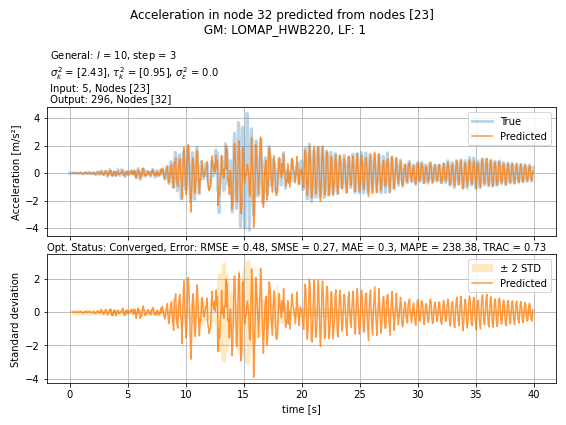 Acceleration in node 32 predicted from nodes [23]
GM: LOMAP_HWB220, LF: 1
General: l = 10, step = 3
σ²ₖ = [2.43], τ²ₖ = [0.95], σ²ε = 0.0
Input: 5, Nodes [23]
Output: 296, Nodes [32]
Acceleration [m/s²]
4
2
0
−2
−4
True
Predicted
Opt. Status: Converged, Error: RMSE = 0.48, SMSE = 0.27, MAE = 0.3, MAPE = 238.38, TRAC = 0.73
Standard deviation
2
0
−2
−4
± 2 STD
Predicted
0 5 10 15 20 25 30 35 40
time [s]